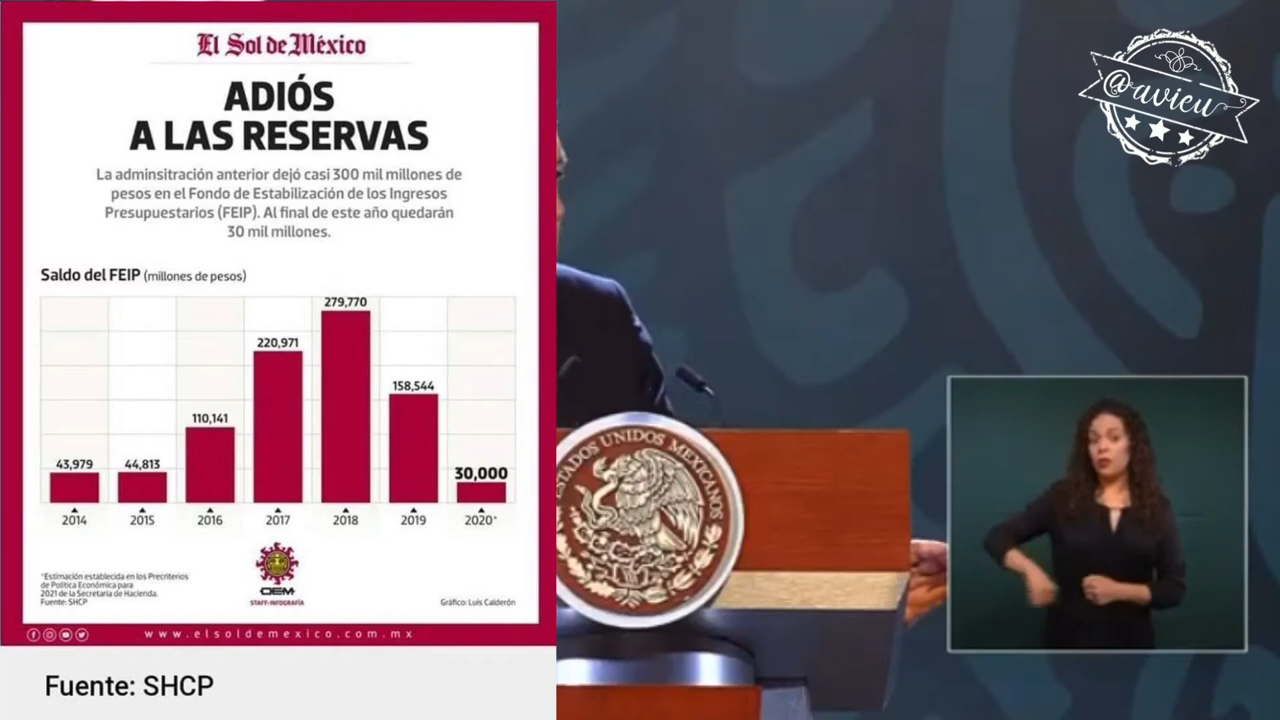 El Sol de México
ADIÓS
A LAS RESERVAS
La adminsitración anterior dejó casi 300 mil millones de
pesos en el Fondo de Estabilización de los Ingresos
Presupuestarios (FEIP). Al final de este año quedarán
30 mil millones.
Saldo del FEIP (millones de pesos)
43,979
44,813
110,141
220,971
279,770
158,544
30,000
2014
2015
2016
2017
2018
2019
2020*
*Estimación establecida en los Precriterios
de Política Económica para
2021 de la Secretaría de Hacienda.
Fuente: SHCP
OEM
STAFF-INFOGRAFÍA
Gráfico: Luis Calderón
www.elsoldemexico.com.mx
Fuente: SHCP
@avieu
ESTADOS UNIDOS MEXICANOS